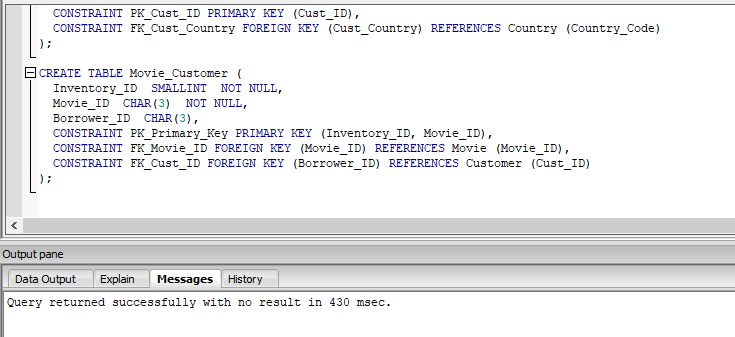 CONSTRAINT PK_Cust_ID PRIMARY KEY (Cust_ID),
CONSTRAINT FK_Cust_Country FOREIGN KEY (Cust_Country) REFERENCES Country (Country_Code)
);
CREATE TABLE Movie_Customer (
Inventory_ID  SMALLINT  NOT NULL,
Movie_ID  CHAR(3)  NOT NULL,
Borrower_ID  CHAR(3),
CONSTRAINT PK_Primary_Key PRIMARY KEY (Inventory_ID, Movie_ID),
CONSTRAINT FK_Movie_ID FOREIGN KEY (Movie_ID) REFERENCES Movie (Movie_ID),
CONSTRAINT FK_Cust_ID FOREIGN KEY (Borrower_ID) REFERENCES Customer (Cust_ID)
);
Output pane
Data Output Explain Messages History
Query returned successfully with no result in 430 msec.